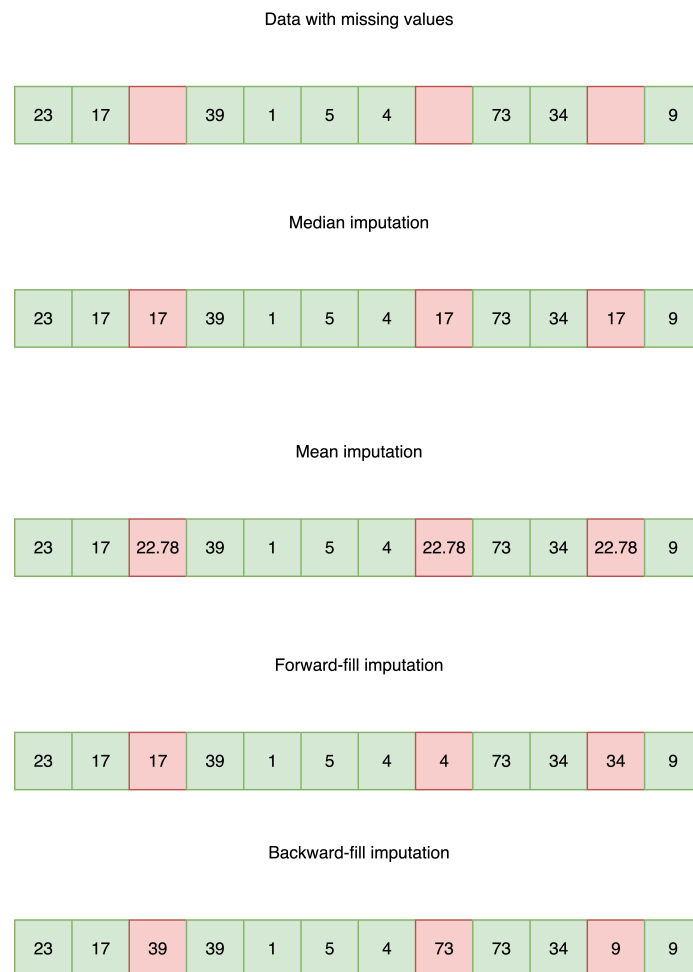 Data with missing values
23 17 39 1 5 4 73 34 9
Median imputation
23 17 17 39 1 5 4 17 73 34 17 9
Mean imputation
23 17 22.78 39 1 5 4 22.78 73 34 22.78 9
Forward-fill imputation
23 17 17 39 1 5 4 4 73 34 34 9
Backward-fill imputation
23 17 39 39 1 5 4 73 73 34 9 9